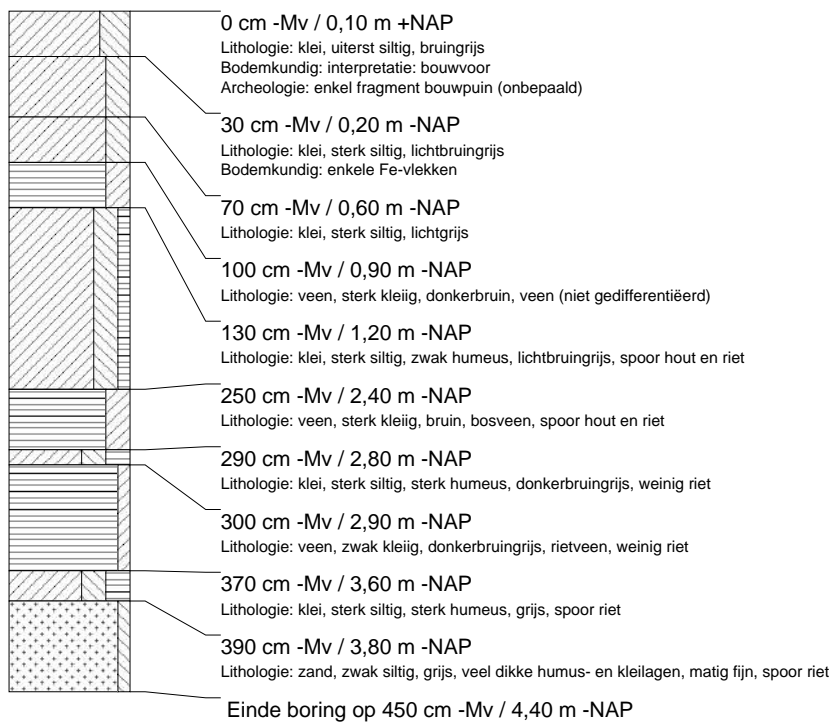 0 cm -Mv / 0,10 m +NAP
Lithologie: klei, uiterst siltig, bruingrijs
Bodemkundig: interpretatie: bouwvoor
Archeologie: enkel fragment bouwpuin (onbepaald)
30 cm -Mv / 0,20 m -NAP
Lithologie: klei, sterk siltig, lichtbruingrijs
Bodemkundig: enkele Fe-vlekken
70 cm -Mv / 0,60 m -NAP
Lithologie: klei, sterk siltig, lichtgrijs
100 cm -Mv / 0,90 m -NAP
Lithologie: veen, sterk kleiig, donkerbruin, veen (niet gedifferentiëerd)
130 cm -Mv / 1,20 m -NAP
Lithologie: klei, sterk siltig, zwak humeus, lichtbruingrijs, spoor hout en riet
250 cm -Mv / 2,40 m -NAP
Lithologie: veen, sterk kleiig, bruin, bosveen, spoor hout en riet
290 cm -Mv / 2,80 m -NAP
Lithologie: klei, sterk siltig, sterk humeus, donkerbruingrijs, weinig riet
300 cm -Mv / 2,90 m -NAP
Lithologie: veen, zwak kleiig, donkerbruingrijs, rietveen, weinig riet
370 cm -Mv / 3,60 m -NAP
Lithologie: klei, sterk siltig, sterk humeus, grijs, spoor riet
390 cm -Mv / 3,80 m -NAP
Lithologie: zand, zwak siltig, grijs, veel dikke humus- en kleilagen, matig fijn, spoor riet
Einde boring op 450 cm -Mv / 4,40 m -NAP